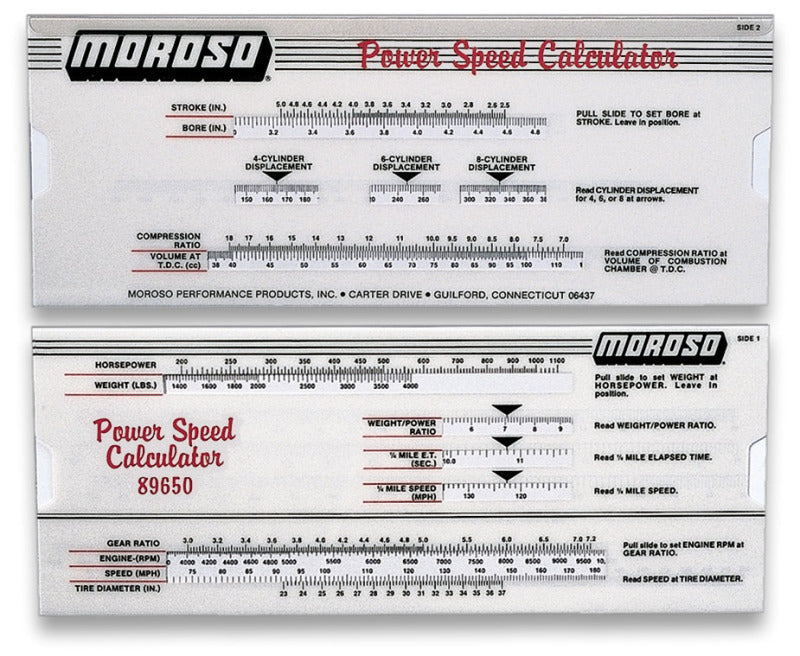 SIDE 2
MOROSO®
Power Speed Calculator
STROKE (IN.) 5.0 4.8 4.6 4.4 4.2 4.0 3.8 3.6 3.4 3.2 3.0 2.8 2.6 2.5
BORE (IN.) 3.2 3.4 3.6 3.8 4.0 4.2 4.4 4.6 4.8
PULL SLIDE TO SET BORE at
STROKE. Leave in position.
4-CYLINDER DISPLACEMENT
6-CYLINDER DISPLACEMENT
8-CYLINDER DISPLACEMENT
150 160 170 180
240 260
300 320 340 360
Read CYLINDER DISPLACEMENT
for 4, 6, or 8 at arrows.
COMPRESSION RATIO 18 17 16 15 14 13 12 11 10.0 9.5 9.0 8.5 8.0 7.5 7.0
VOLUME AT T.D.C. (cc) 38 40 45 50 55 60 65 70 75 80 85 90 95 100 110
Read COMPRESSION RATIO at
VOLUME OF COMBUSTION
CHAMBER @ T.D.C.
MOROSO PERFORMANCE PRODUCTS, INC. • CARTER DRIVE • GUILFORD, CONNECTICUT 06437
MOROSO
SIDE 1
HORSEPOWER 200 250 300 350 400 450 500 600 700 800 900 1000 1100
WEIGHT (LBS.) 1400 1600 1800 2000 2500 3000 3500 4000
Pull slide to set WEIGHT at
HORSEPOWER. Leave in
position.
Power Speed
Calculator
89650
WEIGHT/POWER RATIO 6 7 8 9
Read WEIGHT/POWER RATIO.
¼ MILE E.T. (SEC.) 10.0 11
Read ¼ MILE ELAPSED TIME.
¼ MILE SPEED (MPH) 130 120
Read ¼ MILE SPEED.
GEAR RATIO 3.0 3.2 3.4 3.6 3.8 4.0 4.2 4.4 4.6 4.8 5.0 5.5 6.0 6.5 7.0 7.2
ENGINE-(RPM) 4000 4200 4400 4600 4800 5000 5500 6000 6500 7000 7500 8000 8500 9000 9500
SPEED (MPH) 75 80 85 90 95 100 110 120 130 140 150 160 170 180
TIRE DIAMETER (IN.) 23 24 25 26 27 28 29 30 31 32 33 34 35 36 37
Pull slide to set ENGINE RPM at
GEAR RATIO.
Read SPEED at TIRE DIAMETER.